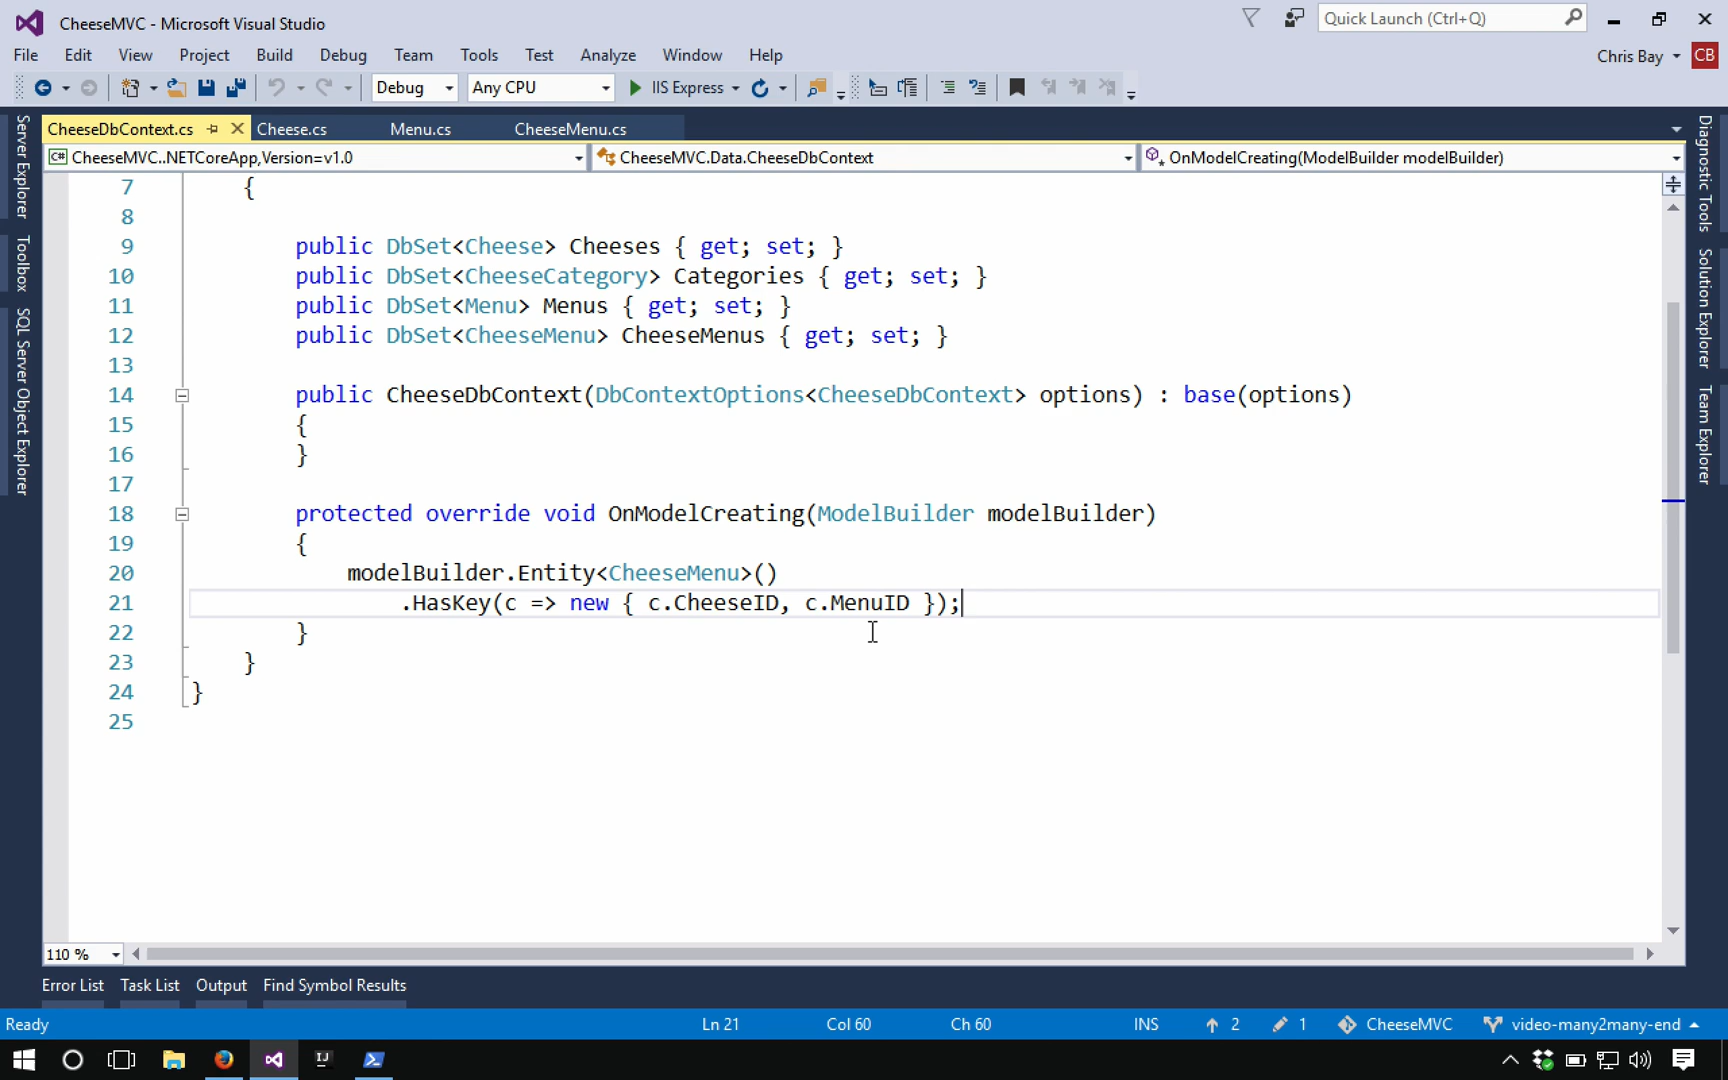 CheeseMVC - Microsoft Visual Studio
Quick Launch (Ctrl+Q)
File Edit View Project Build Debug Team Tools Test Analyze Window Help
Chris Bay CB
Debug Any CPU IIS Express
CheeseDbContext.cs Cheese.cs Menu.cs CheeseMenu.cs
C# CheeseMVC..NETCoreApp,Version=v1.0 CheeseMVC.Data.CheeseDbContext OnModelCreating(ModelBuilder modelBuilder)
Server Explorer
Toolbox
SQL Server Object Explorer
7 {
8
9 public DbSet<Cheese> Cheeses { get; set; }
10 public DbSet<CheeseCategory> Categories { get; set; }
11 public DbSet<Menu> Menus { get; set; }
12 public DbSet<CheeseMenu> CheeseMenus { get; set; }
13
14 public CheeseDbContext(DbContextOptions<CheeseDbContext> options) : base(options)
15 {
16 }
17
18 protected override void OnModelCreating(ModelBuilder modelBuilder)
19 {
20 modelBuilder.Entity<CheeseMenu>()
21 .HasKey(c => new { c.CheeseID, c.MenuID });
22 }
23 }
24 }
25
Diagnostic Tools
Solution Explorer
Team Explorer
110 %
Error List Task List Output Find Symbol Results
Ready Ln 21 Col 60 Ch 60 INS 2 1 CheeseMVC video-many2many-end
IJ